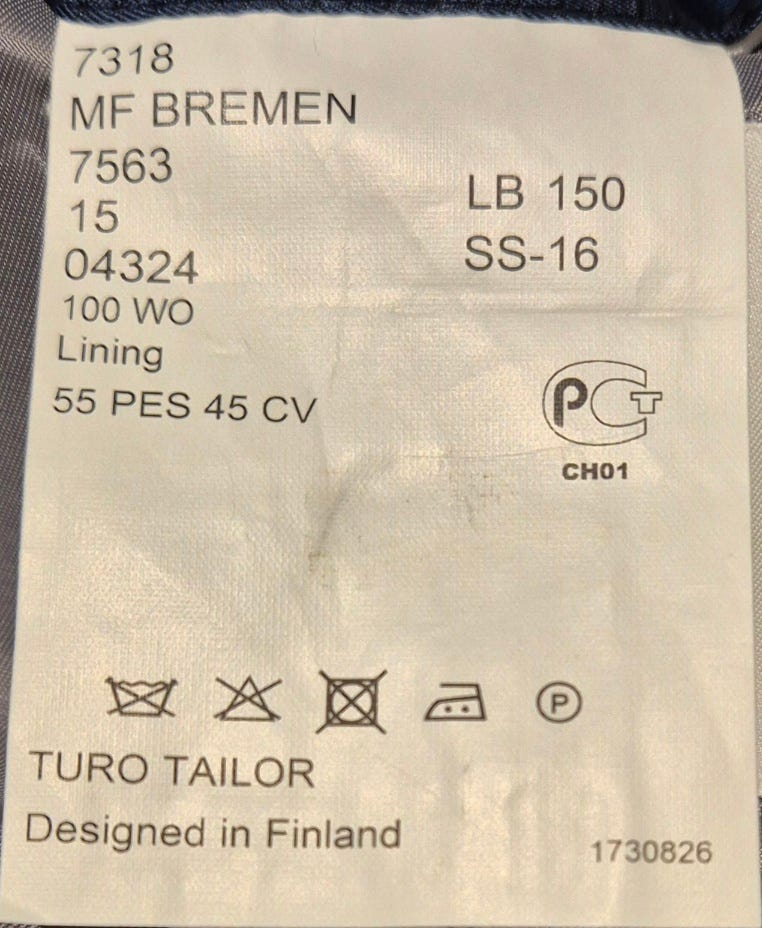 7318
MF BREMEN
7563
15
04324
100 WO
Lining
55 PES 45 CV
LB 150
SS-16
РСТ
CH01
P
TURO TAILOR
Designed in Finland
1730826